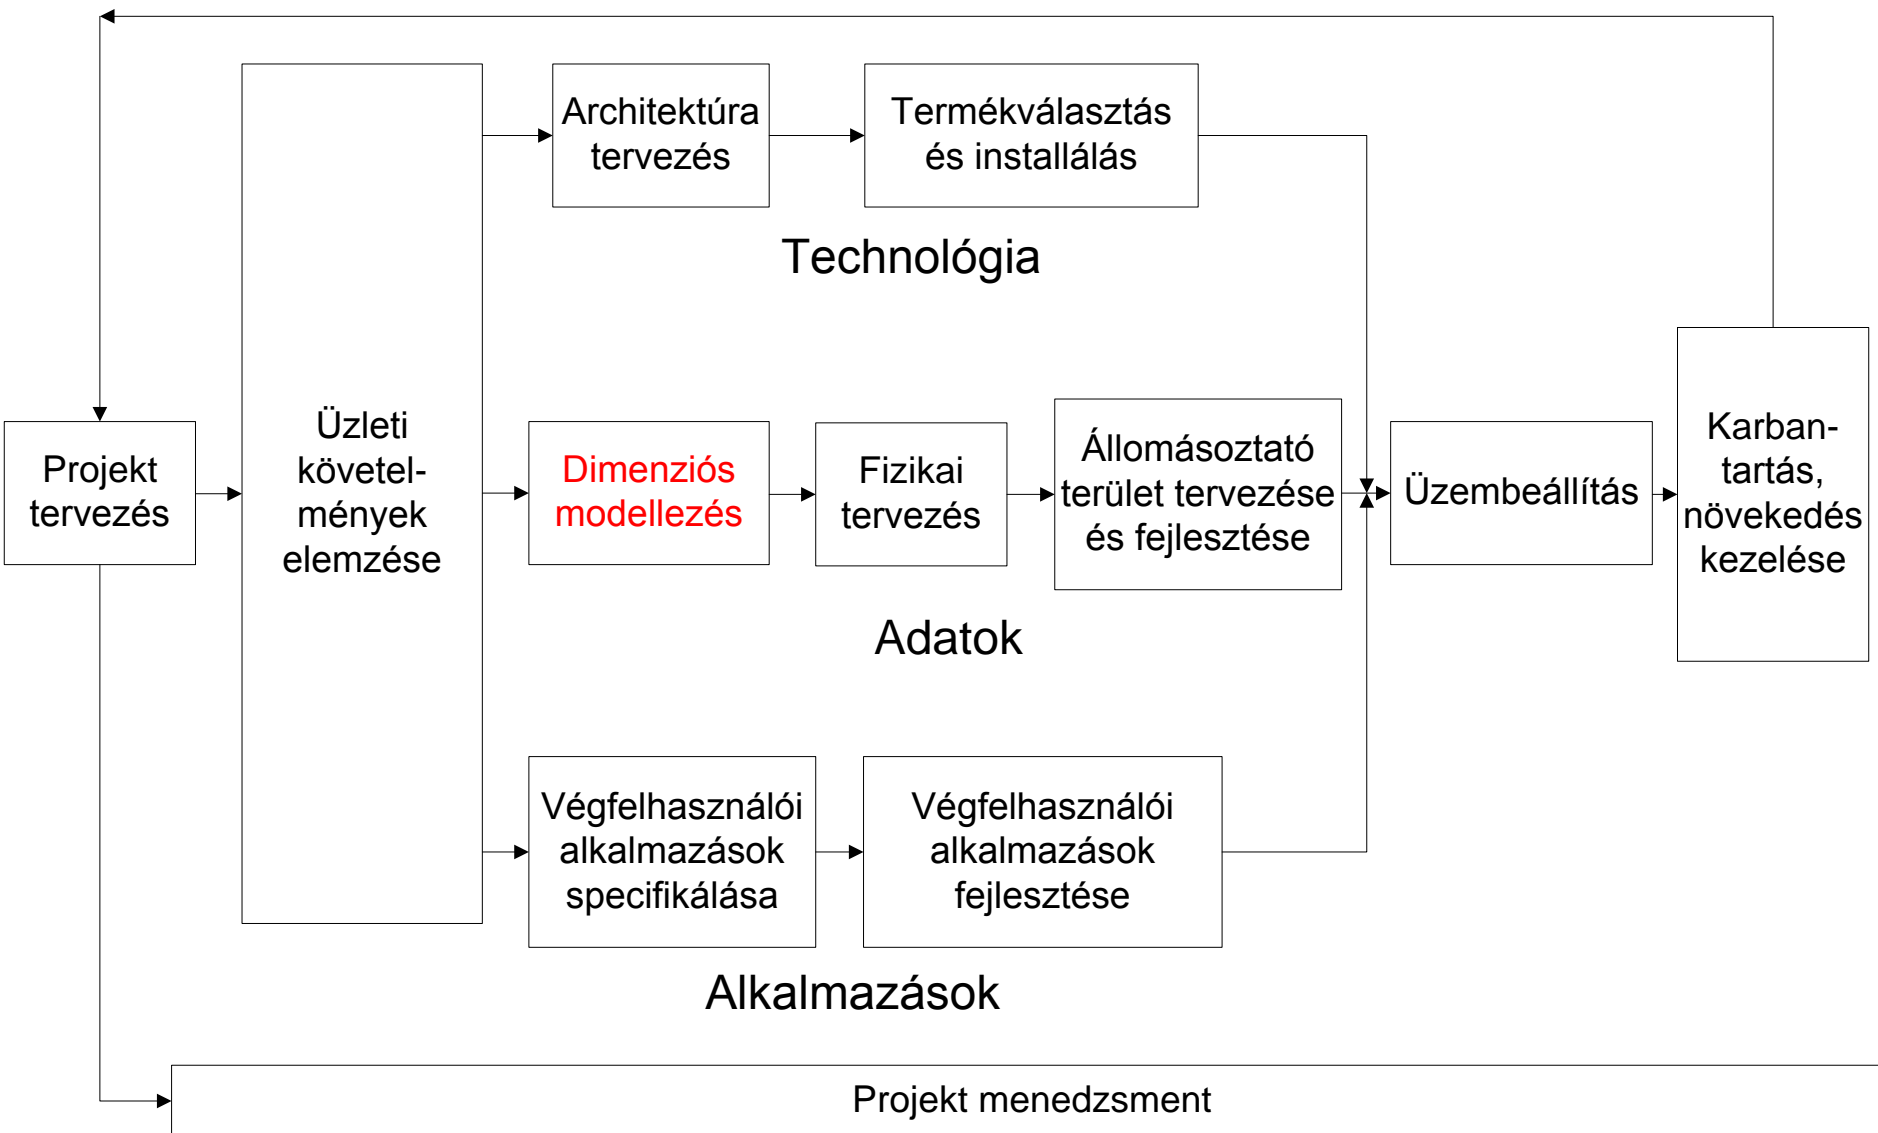 Architektúra
tervezés
Termékválasztás
és installálás
Technológia
Projekt
tervezés
Üzleti
követel-
mények
elemzése
Dimenziós
modellezés
Fizikai
tervezés
Állomásoztató
terület tervezése
és fejlesztése
Üzembeállítás
Karban-
tartás,
növekedés
kezelése
Adatok
Végfelhasználói
alkalmazások
specifikálása
Végfelhasználói
alkalmazások
fejlesztése
Alkalmazások
Projekt menedzsment